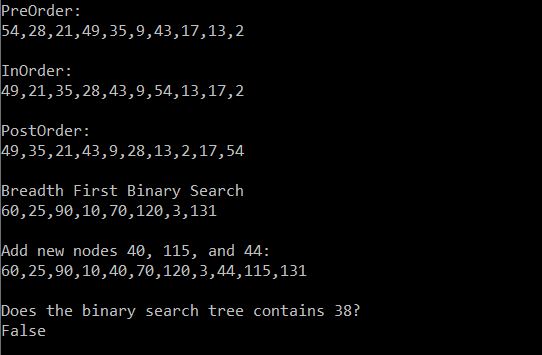 PreOrder:
54,28,21,49,35,9,43,17,13,2
InOrder:
49,21,35,28,43,9,54,13,17,2
PostOrder:
49,35,21,43,9,28,13,2,17,54
Breadth First Binary Search
60,25,90,10,70,120,3,131
Add new nodes 40, 115, and 44:
60,25,90,10,40,70,120,3,44,115,131
Does the binary search tree contains 38?
False